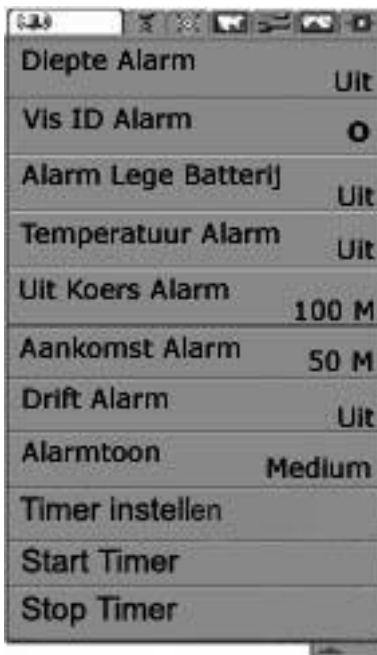 Diepte Alarm
Uit
Vis ID Alarm
O
Alarm Lege Batterij
Uit
Temperatuur Alarm
Uit
Uit Koers Alarm
100 M
Aankomst Alarm
50 M
Drift Alarm
Uit
Alarmtoon
Medium
Timer instellen
Start Timer
Stop Timer